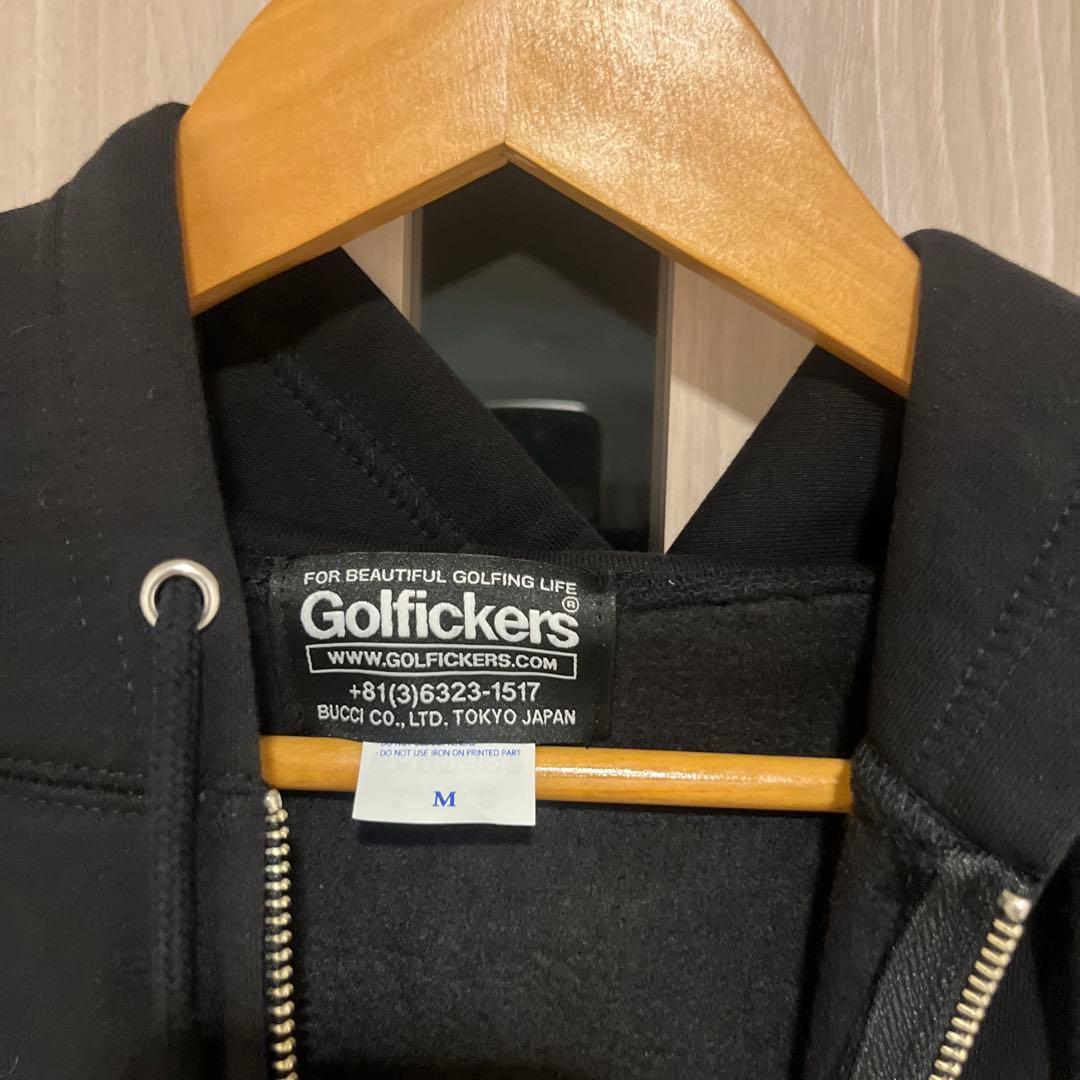 FOR BEAUTIFUL GOLFING LIFE
Golfickers®
WWW.GOLFICKERS.COM
+81(3)6323-1517
BUCCI CO., LTD. TOKYO JAPAN
· DO NOT USE IRON ON PRINTED PART
M